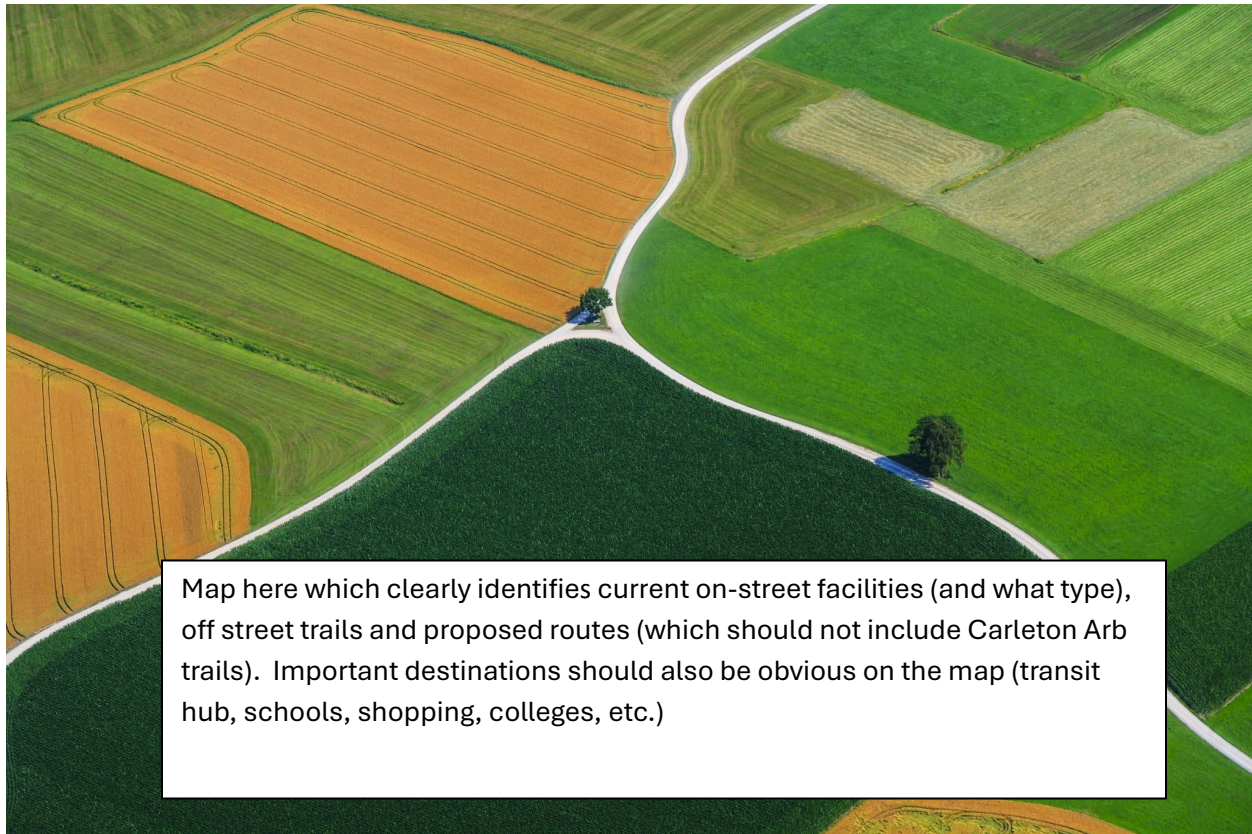 Map here which clearly identifies current on-street facilities (and what type),
off street trails and proposed routes (which should not include Carleton Arb
trails).  Important destinations should also be obvious on the map (transit
hub, schools, shopping, colleges, etc.)